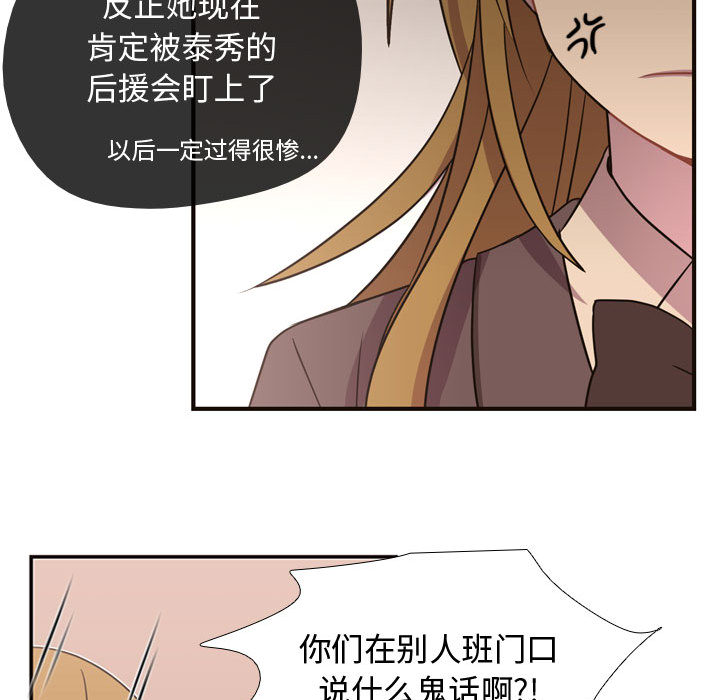 反正她现在
肯定被泰秀的
后援会盯上了
以后一定过得很惨...
你们在别人班门口
说什么鬼话啊?!